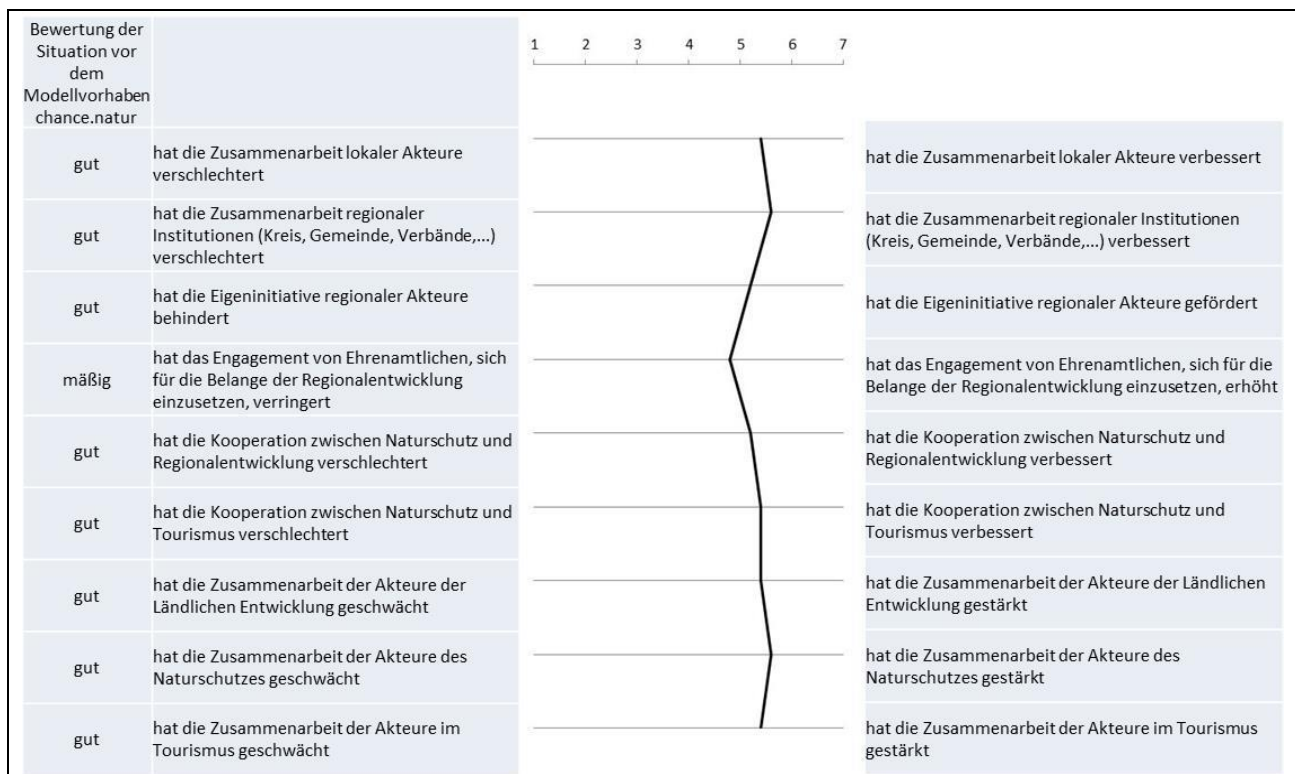 Bewertung der
Situation vor
dem
Modellvorhaben
chance.natur
1 2 3 4 5 6 7
gut
hat die Zusammenarbeit lokaler Akteure
verschlechtert
hat die Zusammenarbeit lokaler Akteure verbessert
gut
hat die Zusammenarbeit regionaler
Institutionen (Kreis, Gemeinde, Verbände,...)
verschlechtert
hat die Zusammenarbeit regionaler Institutionen
(Kreis, Gemeinde, Verbände,...) verbessert
gut
hat die Eigeninitiative regionaler Akteure
behindert
hat die Eigeninitiative regionaler Akteure gefördert
mäßig
hat das Engagement von Ehrenamtlichen, sich
für die Belange der Regionalentwicklung
einzusetzen, verringert
hat das Engagement von Ehrenamtlichen, sich für die
Belange der Regionalentwicklung einzusetzen, erhöht
gut
hat die Kooperation zwischen Naturschutz und
Regionalentwicklung verschlechtert
hat die Kooperation zwischen Naturschutz und
Regionalentwicklung verbessert
gut
hat die Kooperation zwischen Naturschutz und
Tourismus verschlechtert
hat die Kooperation zwischen Naturschutz und
Tourismus verbessert
gut
hat die Zusammenarbeit der Akteure der
Ländlichen Entwicklung geschwächt
hat die Zusammenarbeit der Akteure der Ländlichen
Entwicklung gestärkt
gut
hat die Zusammenarbeit der Akteure des
Naturschutzes geschwächt
hat die Zusammenarbeit der Akteure des
Naturschutzes gestärkt
gut
hat die Zusammenarbeit der Akteure im
Tourismus geschwächt
hat die Zusammenarbeit der Akteure im Tourismus
gestärkt